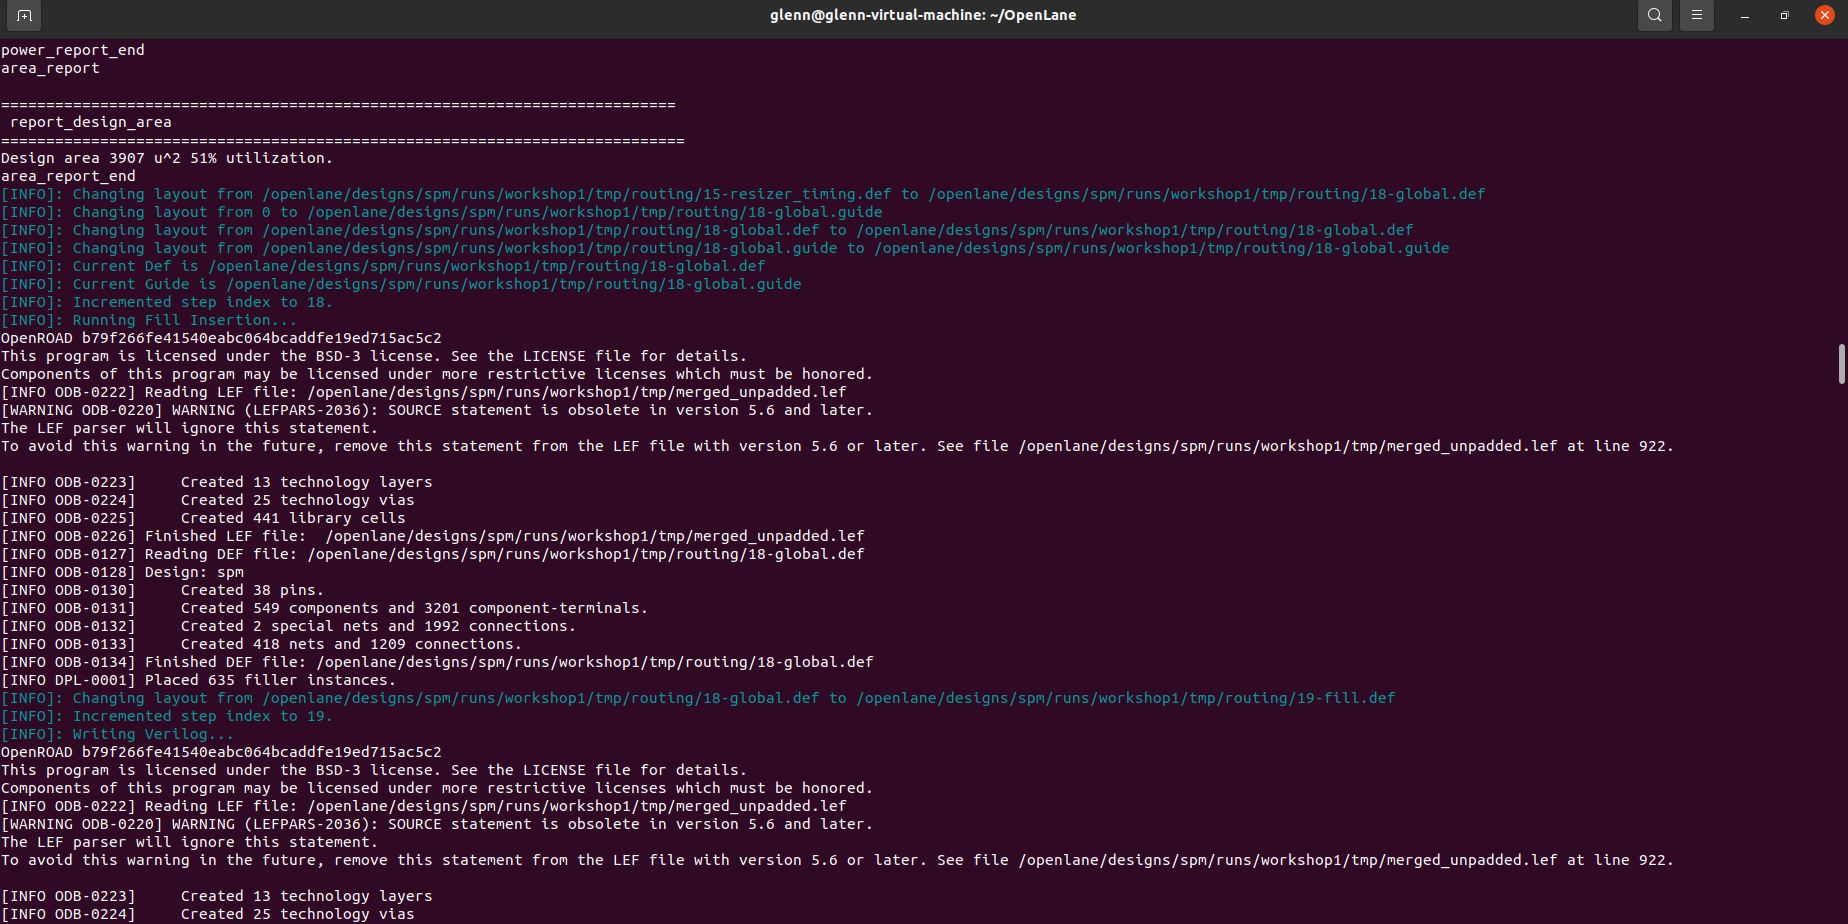 glenn@glenn-virtual-machine: ~/OpenLane
power_report_end
area_report
===========================================================================
report_design_area
============================================================================
Design area 3907 u^2 51% utilization.
area_report_end
[INFO]: Changing layout from /openlane/designs/spm/runs/workshop1/tmp/routing/15-resizer_timing.def to /openlane/designs/spm/runs/workshop1/tmp/routing/18-global.def
[INFO]: Changing layout from 0 to /openlane/designs/spm/runs/workshop1/tmp/routing/18-global.guide
[INFO]: Changing layout from /openlane/designs/spm/runs/workshop1/tmp/routing/18-global.def to /openlane/designs/spm/runs/workshop1/tmp/routing/18-global.def
[INFO]: Changing layout from /openlane/designs/spm/runs/workshop1/tmp/routing/18-global.guide to /openlane/designs/spm/runs/workshop1/tmp/routing/18-global.guide
[INFO]: Current Def is /openlane/designs/spm/runs/workshop1/tmp/routing/18-global.def
[INFO]: Current Guide is /openlane/designs/spm/runs/workshop1/tmp/routing/18-global.guide
[INFO]: Incremented step index to 18.
[INFO]: Running Fill Insertion...
OpenROAD b79f266fe41540eabc064bcaddfe19ed715ac5c2
This program is licensed under the BSD-3 license. See the LICENSE file for details.
Components of this program may be licensed under more restrictive licenses which must be honored.
[INFO ODB-0222] Reading LEF file: /openlane/designs/spm/runs/workshop1/tmp/merged_unpadded.lef
[WARNING ODB-0220] WARNING (LEFPARS-2036): SOURCE statement is obsolete in version 5.6 and later.
The LEF parser will ignore this statement.
To avoid this warning in the future, remove this statement from the LEF file with version 5.6 or later. See file /openlane/designs/spm/runs/workshop1/tmp/merged_unpadded.lef at line 922.
[INFO ODB-0223]     Created 13 technology layers
[INFO ODB-0224]     Created 25 technology vias
[INFO ODB-0225]     Created 441 library cells
[INFO ODB-0226] Finished LEF file:  /openlane/designs/spm/runs/workshop1/tmp/merged_unpadded.lef
[INFO ODB-0127] Reading DEF file: /openlane/designs/spm/runs/workshop1/tmp/routing/18-global.def
[INFO ODB-0128] Design: spm
[INFO ODB-0130]     Created 38 pins.
[INFO ODB-0131]     Created 549 components and 3201 component-terminals.
[INFO ODB-0132]     Created 2 special nets and 1992 connections.
[INFO ODB-0133]     Created 418 nets and 1209 connections.
[INFO ODB-0134] Finished DEF file: /openlane/designs/spm/runs/workshop1/tmp/routing/18-global.def
[INFO DPL-0001] Placed 635 filler instances.
[INFO]: Changing layout from /openlane/designs/spm/runs/workshop1/tmp/routing/18-global.def to /openlane/designs/spm/runs/workshop1/tmp/routing/19-fill.def
[INFO]: Incremented step index to 19.
[INFO]: Writing Verilog...
OpenROAD b79f266fe41540eabc064bcaddfe19ed715ac5c2
This program is licensed under the BSD-3 license. See the LICENSE file for details.
Components of this program may be licensed under more restrictive licenses which must be honored.
[INFO ODB-0222] Reading LEF file: /openlane/designs/spm/runs/workshop1/tmp/merged_unpadded.lef
[WARNING ODB-0220] WARNING (LEFPARS-2036): SOURCE statement is obsolete in version 5.6 and later.
The LEF parser will ignore this statement.
To avoid this warning in the future, remove this statement from the LEF file with version 5.6 or later. See file /openlane/designs/spm/runs/workshop1/tmp/merged_unpadded.lef at line 922.
[INFO ODB-0223]     Created 13 technology layers
[INFO ODB-0224]     Created 25 technology vias